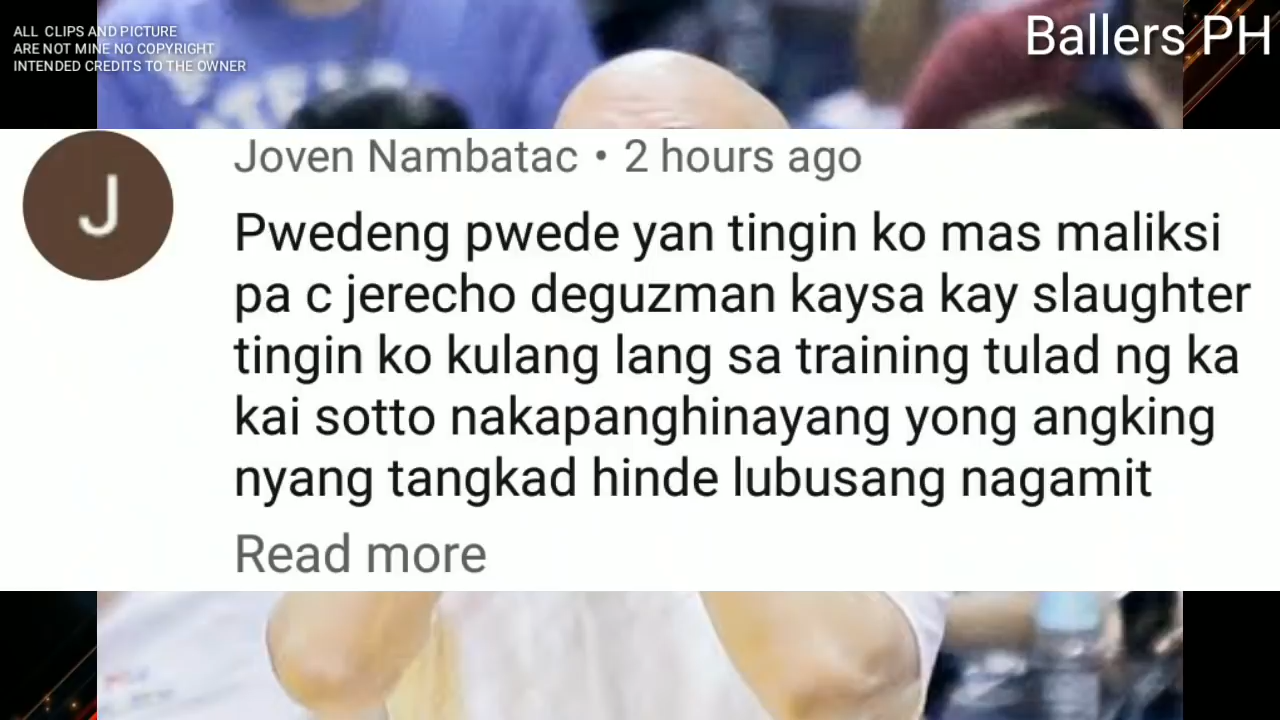 ALL CLIPS AND PICTURE
ARE NOT MINE NO COPYRIGHT
INTENDED CREDITS TO THE OWNER
Ballers PH
J
Joven Nambatac • 2 hours ago
Pwedeng pwede yan tingin ko mas maliksi
pa c jerecho deguzman kaysa kay slaughter
tingin ko kulang lang sa training tulad ng ka
kai sotto nakapanghinayang yong angking
nyang tangkad hinde lubusang nagamit
Read more